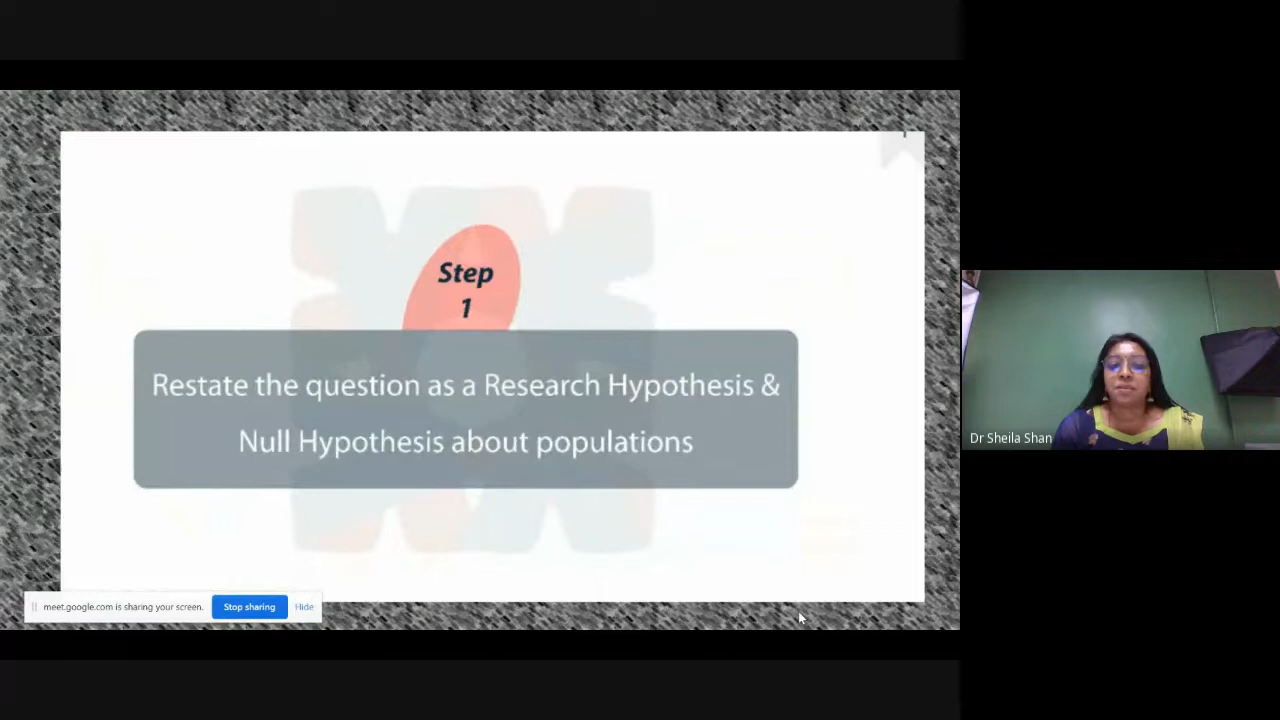 Step
1
Restate the question as a Research Hypothesis &
Null Hypothesis about populations
Dr Sheila Shan
meet.google.com is sharing your screen. Stop sharing Hide